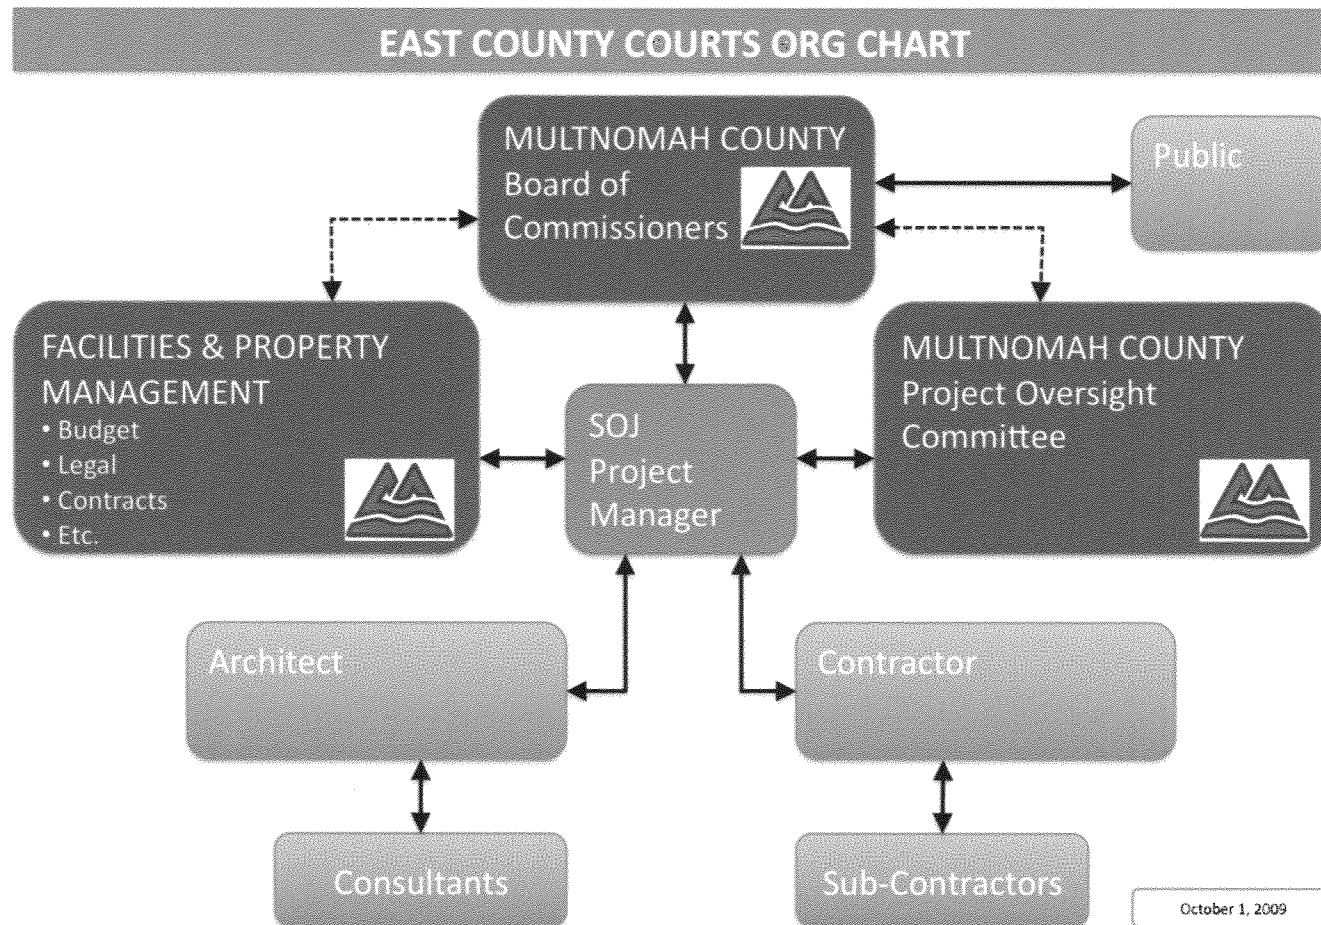 EAST COUNTY COURTS ORG CHART
MULTNOMAH COUNTY
Board of
Commissioners
Public
FACILITIES & PROPERTY
MANAGEMENT
• Budget
• Legal
• Contracts
• Etc.
SOJ
Project
Manager
MULTNOMAH COUNTY
Project Oversight
Committee
Architect
Contractor
Consultants
Sub-Contractors
October 1, 2009